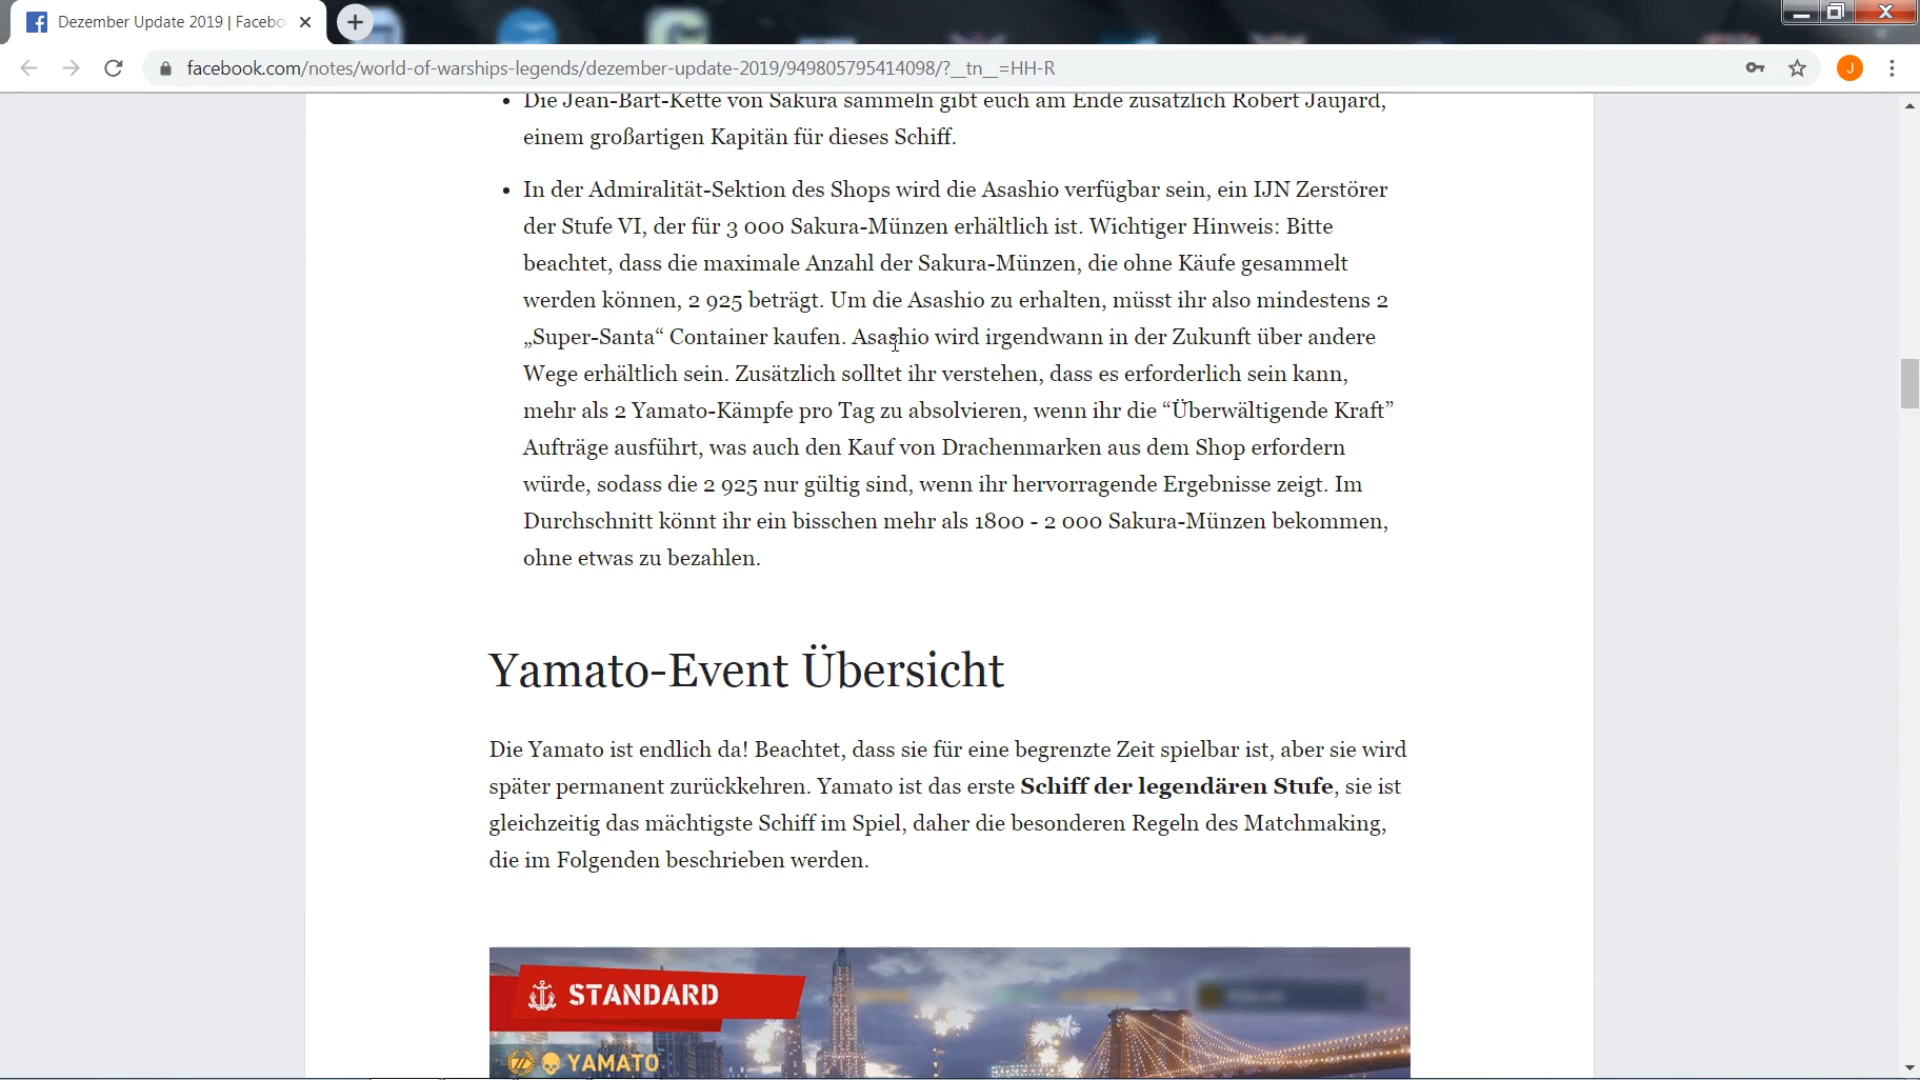 Dezember Update 2019 | Facebo
facebook.com/notes/world-of-warships-legends/dezember-update-2019/949805795414098/?__tn__=HH-R
J
• Die Jean-Bart-Kette von Sakura sammeln gibt euch am Ende zusätzlich Robert Jaujard,
einem großartigen Kapitän für dieses Schiff.
• In der Admiralität-Sektion des Shops wird die Asashio verfügbar sein, ein IJN Zerstörer
der Stufe VI, der für 3 000 Sakura-Münzen erhältlich ist. Wichtiger Hinweis: Bitte
beachtet, dass die maximale Anzahl der Sakura-Münzen, die ohne Käufe gesammelt
werden können, 2 925 beträgt. Um die Asashio zu erhalten, müsst ihr also mindestens 2
„Super-Santa“ Container kaufen. Asashio wird irgendwann in der Zukunft über andere
Wege erhältlich sein. Zusätzlich solltet ihr verstehen, dass es erforderlich sein kann,
mehr als 2 Yamato-Kämpfe pro Tag zu absolvieren, wenn ihr die “Überwältigende Kraft”
Aufträge ausführt, was auch den Kauf von Drachenmarken aus dem Shop erfordern
würde, sodass die 2 925 nur gültig sind, wenn ihr hervorragende Ergebnisse zeigt. Im
Durchschnitt könnt ihr ein bisschen mehr als 1800 - 2 000 Sakura-Münzen bekommen,
ohne etwas zu bezahlen.
Yamato-Event Übersicht
Die Yamato ist endlich da! Beachtet, dass sie für eine begrenzte Zeit spielbar ist, aber sie wird
später permanent zurückkehren. Yamato ist das erste Schiff der legendären Stufe, sie ist
gleichzeitig das mächtigste Schiff im Spiel, daher die besonderen Regeln des Matchmaking,
die im Folgenden beschrieben werden.
STANDARD
YAMATO